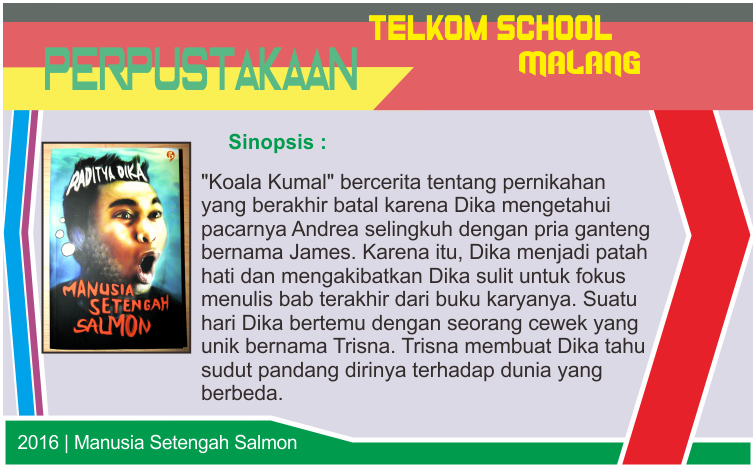 TELKOM SCHOOL
MALANG
PERPUSTAKAAN
Sinopsis :
RADITYA DIKA
MANUSIA
SETENGAH
SALMON
"Koala Kumal" bercerita tentang pernikahan
yang berakhir batal karena Dika mengetahui
pacarnya Andrea selingkuh dengan pria ganteng
bernama James. Karena itu, Dika menjadi patah
hati dan mengakibatkan Dika sulit untuk fokus
menulis bab terakhir dari buku karyanya. Suatu
hari Dika bertemu dengan seorang cewek yang
unik bernama Trisna. Trisna membuat Dika tahu
sudut pandang dirinya terhadap dunia yang
berbeda.
2016 | Manusia Setengah Salmon